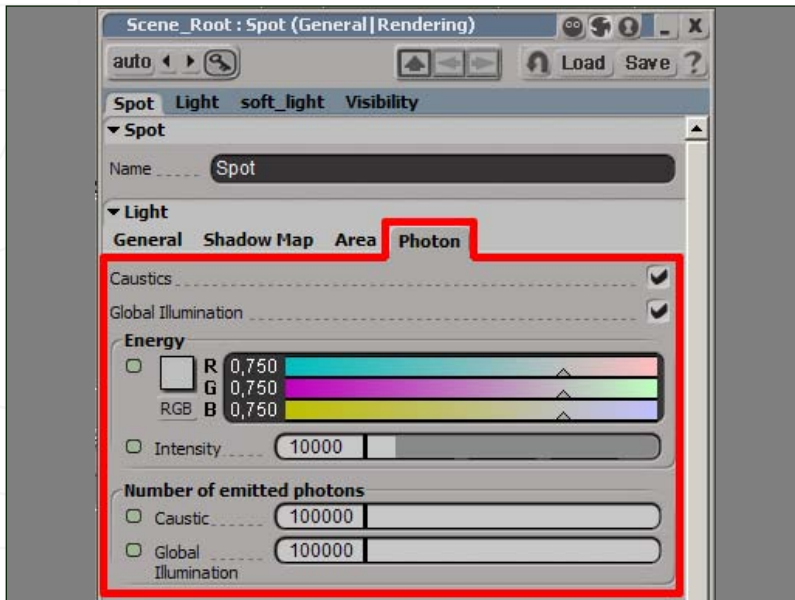 Scene_Root : Spot (General|Rendering)
auto Load Save ?
Spot Light soft_light Visibility
Spot
Name Spot
Light
General Shadow Map Area Photon
Caustics
Global Illumination
Energy
R 0,750
G 0,750
RGB B 0,750
Intensity 10000
Number of emitted photons
Caustic 100000
Global 100000
Illumination